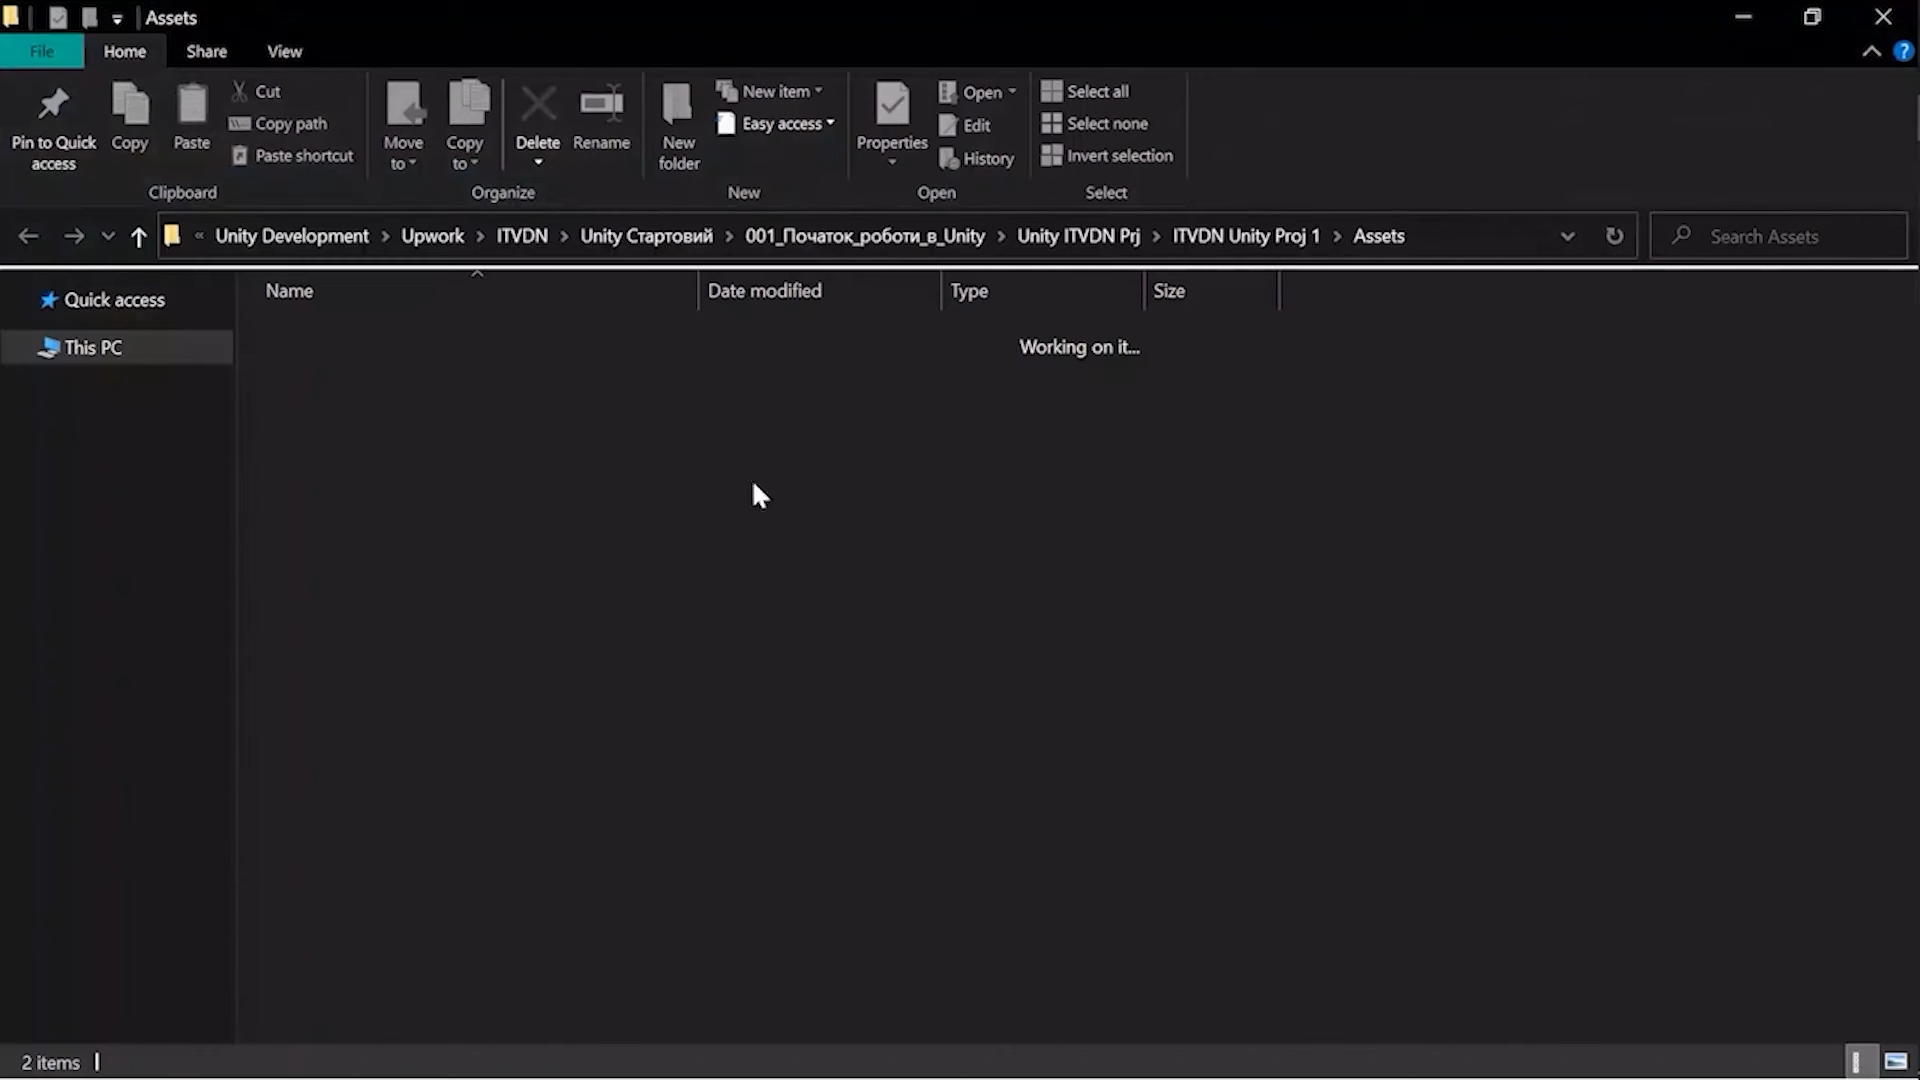 Assets
File Home Share View
Pin to Quick access
Copy
Paste
Cut
Copy path
Paste shortcut
Clipboard
Move to
Copy to
Delete
Rename
Organize
New folder
New item
Easy access
New
Properties
Open
Edit
History
Open
Select all
Select none
Invert selection
Select
« Unity Development > Upwork > ITVDN > Unity Стартовий > 001_Початок_роботи_в_Unity > Unity ITVDN Prj > ITVDN Unity Proj 1 > Assets
Search Assets
Quick access
This PC
Name Date modified Type Size
Working on it...
2 items